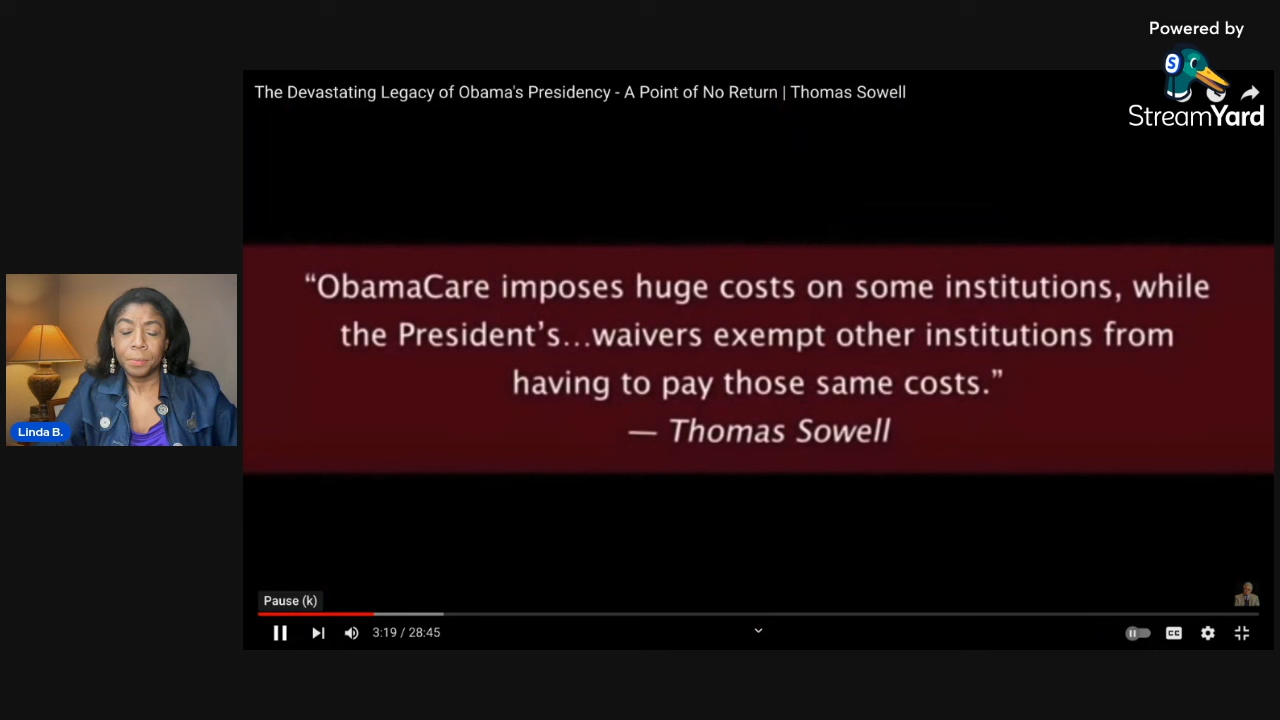 Powered by
StreamYard
The Devastating Legacy of Obama's Presidency - A Point of No Return | Thomas Sowell
“ObamaCare imposes huge costs on some institutions, while
the President’s...waivers exempt other institutions from
having to pay those same costs.”
— Thomas Sowell
Linda B.
Pause (k)
3:19 / 28:45
CC